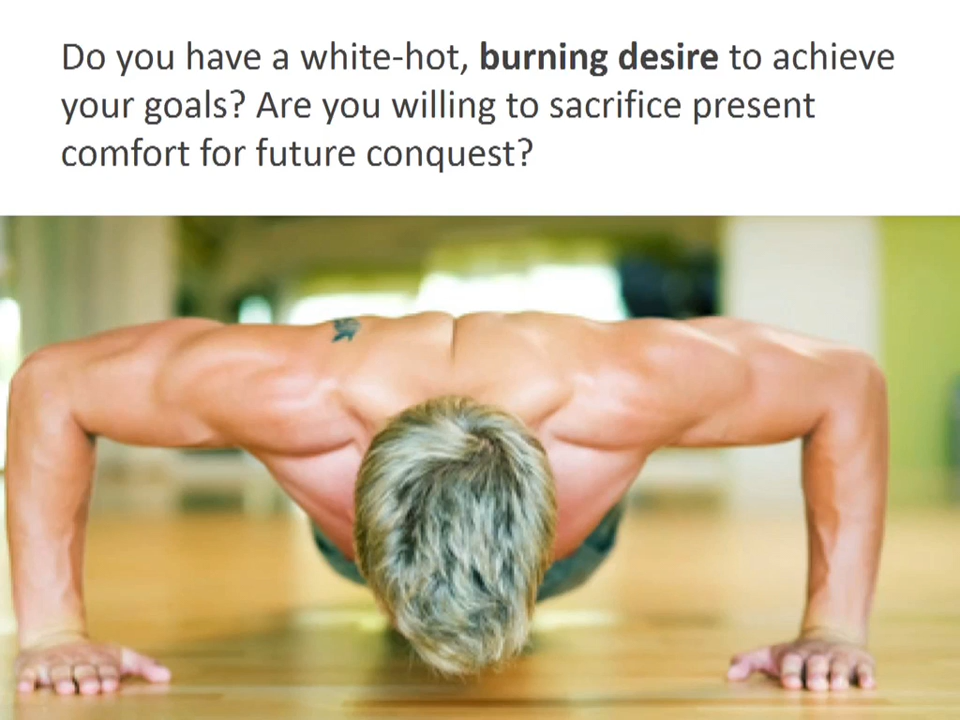 Do you have a white-hot, burning desire to achieve
your goals? Are you willing to sacrifice present
comfort for future conquest?